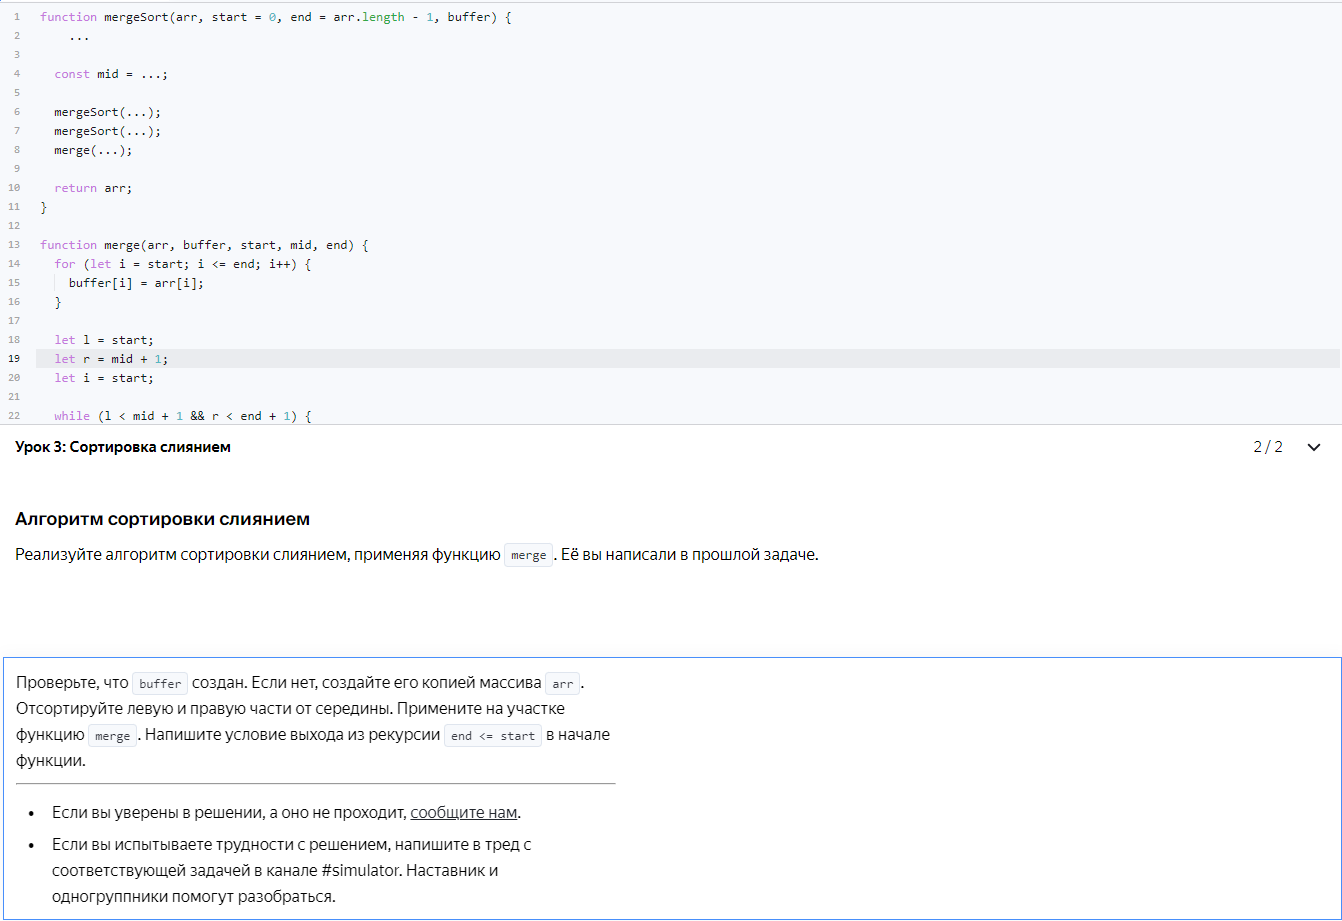 1 function mergeSort(arr, start = 0, end = arr.length - 1, buffer) {
2 ...
3
4 const mid = ...;
5
6 mergeSort(...);
7 mergeSort(...);
8 merge(...);
9
10 return arr;
11 }
12
13 function merge(arr, buffer, start, mid, end) {
14 for (let i = start; i <= end; i++) {
15 buffer[i] = arr[i];
16 }
17
18 let l = start;
19 let r = mid + 1;
20 let i = start;
21
22 while (l < mid + 1 && r < end + 1) {
Урок 3: Сортировка слиянием 2 / 2
Алгоритм сортировки слиянием
Реализуйте алгоритм сортировки слиянием, применяя функцию merge. Её вы написали в прошлой задаче.
Проверьте, что buffer создан. Если нет, создайте его копией массива arr.
Отсортируйте левую и правую части от середины. Примените на участке
функцию merge. Напишите условие выхода из рекурсии end <= start в начале
функции.
• Если вы уверены в решении, а оно не проходит, сообщите нам.
• Если вы испытываете трудности с решением, напишите в тред с
соответствующей задачей в канале #simulator. Наставник и
одногруппники помогут разобраться.